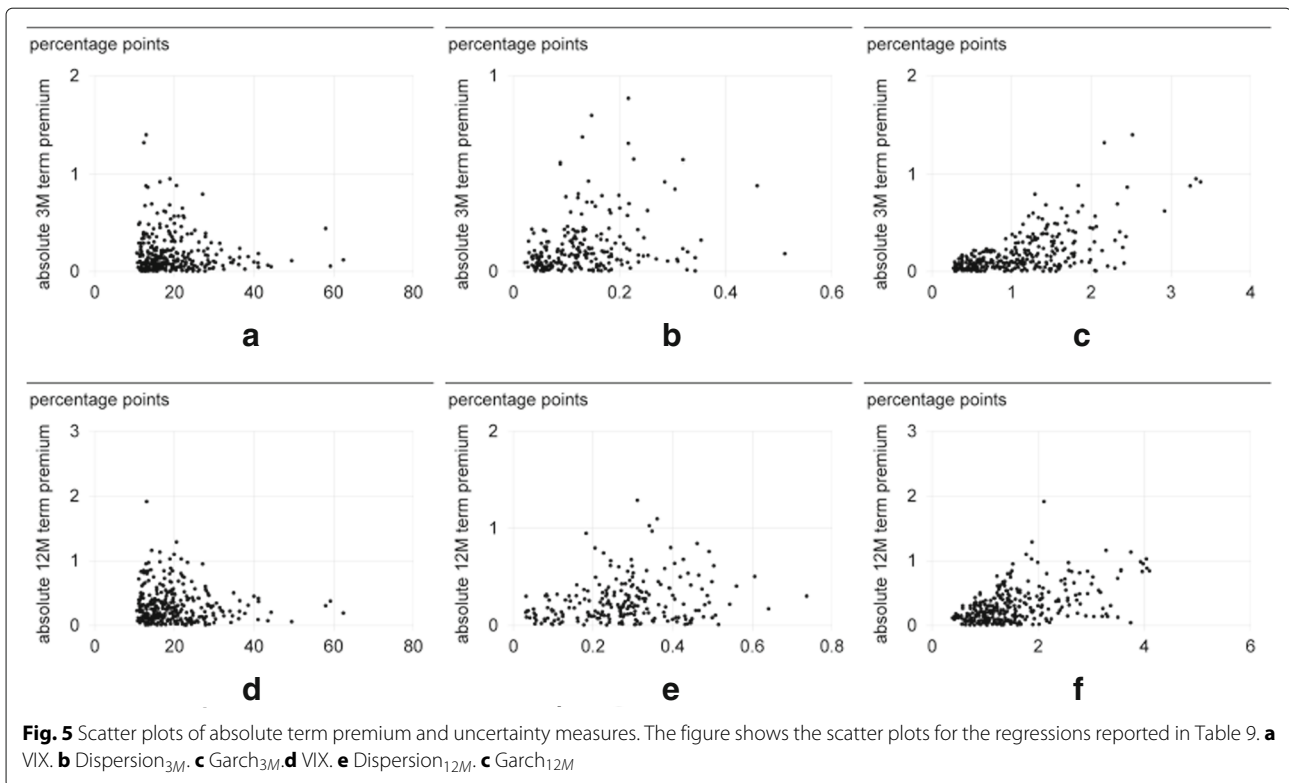 percentage points
percentage points
percentage points
absolute 3M term premium
2
1
0
0 20 40 60 80
a
absolute 3M term premium
1
0
0 0.2 0.4 0.6
b
absolute 3M term premium
2
1
0
0 1 2 3 4
c
percentage points
percentage points
percentage points
absolute 12M term premium
3
2
1
0
0 20 40 60 80
d
absolute 12M term premium
2
1
0
0 0.2 0.4 0.6 0.8
e
absolute 12M term premium
3
2
1
0
0 2 4 6
f
Fig. 5 Scatter plots of absolute term premium and uncertainty measures. The figure shows the scatter plots for the regressions reported in Table 9. a
VIX. b Dispersion3M. c Garch3M.d VIX. e Dispersion12M. c Garch12M